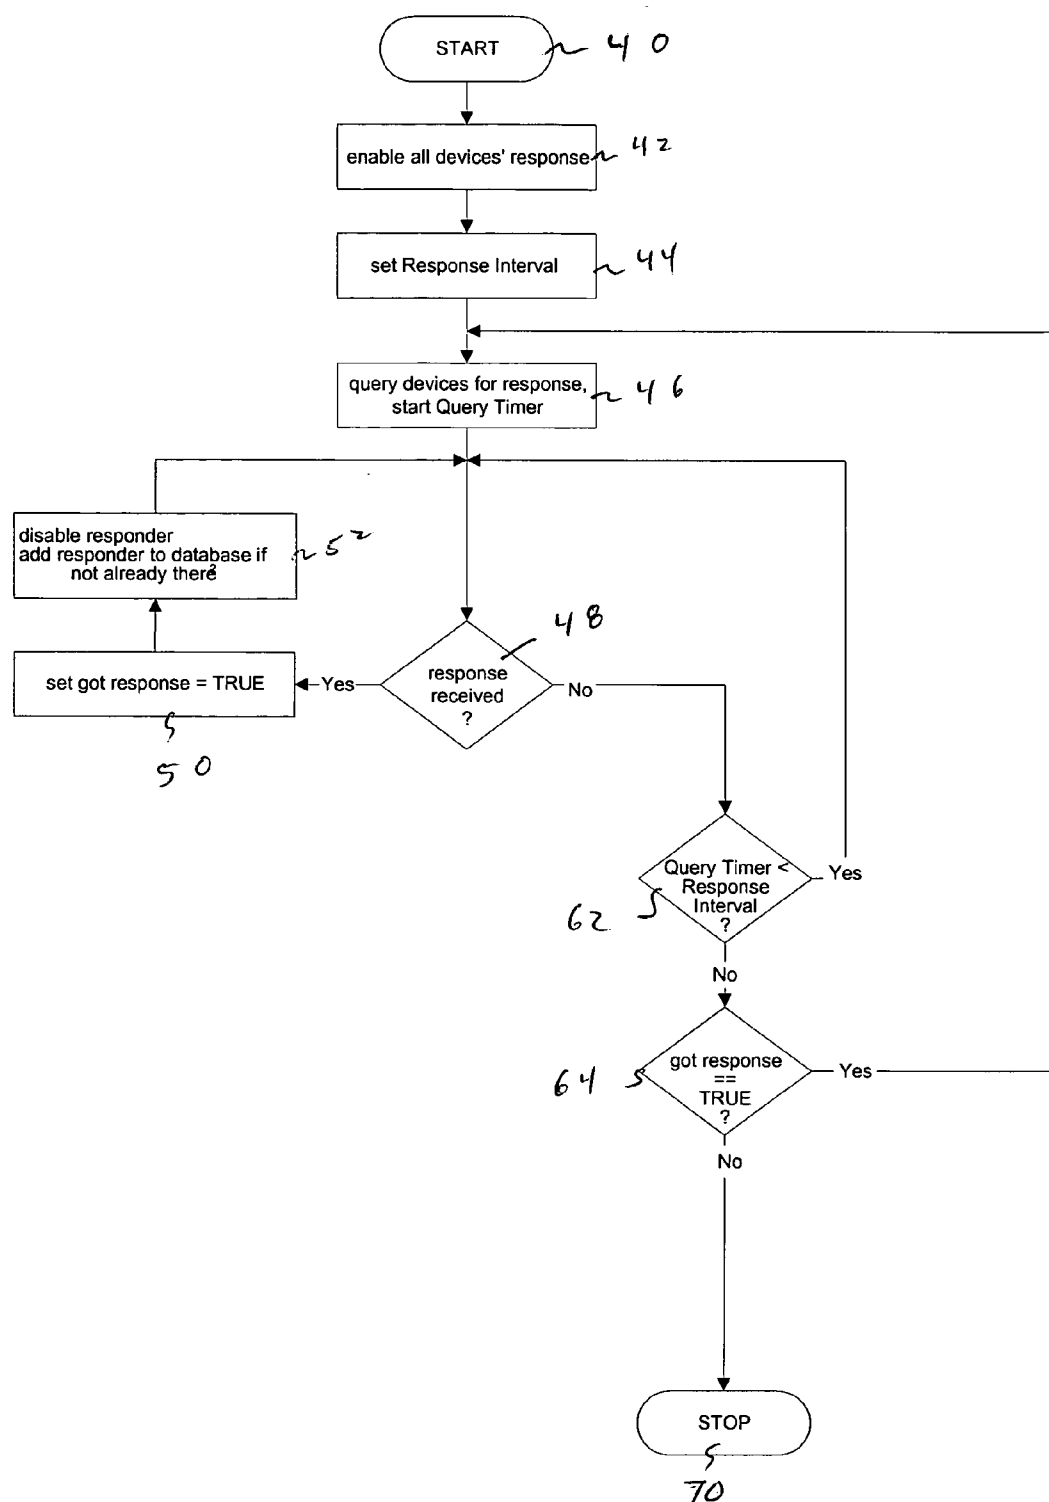 START
40
enable all devices' response
42
set Response Interval
44
query devices for response,
start Query Timer
46
disable responder
add responder to database if
not already there
52
response
received
?
48
Yes
No
set got response = TRUE
50
Query Timer <
Response
Interval
?
Yes
62
No
got response
==
TRUE
?
64
Yes
No
STOP
70